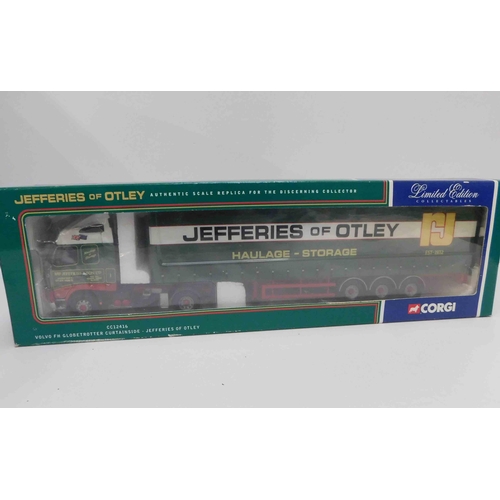 JEFFERIES OF OTLEY AUTHENTIC SCALE REPLICA FOR THE DISCERNING COLLECTOR
Limited Edition
COLLECTABLES
JEFFERIES OF OTLEY
HAULAGE - STORAGE
RJ
CC12416
VOLVO FH GLOBETROTTER CURTAINSIDE - JEFFERIES OF OTLEY
CORGI